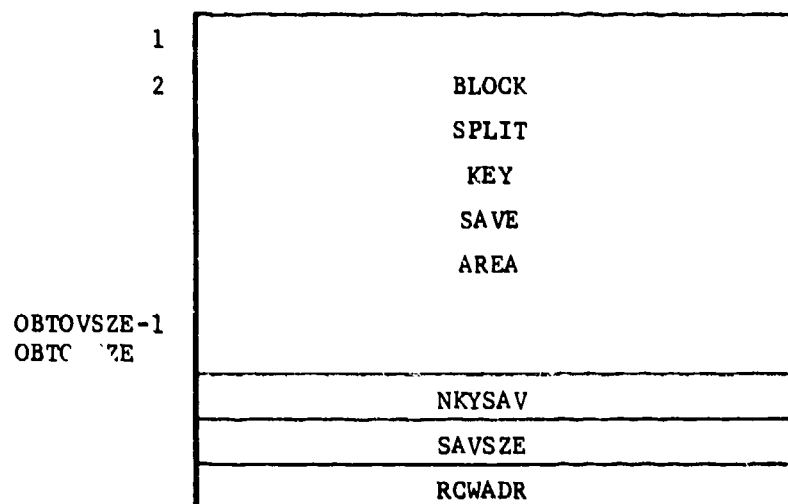 1
2 BLOCK
SPLIT
KEY
SAVE
AREA
OBTOVSZE-1
NKYSAV
SAVSZE
RCWADR